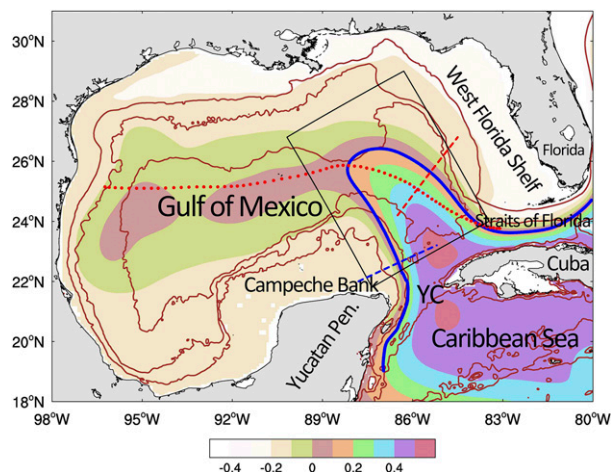 30°N
28°N
26°N
24°N
22°N
20°N
18°N
West Florida Shelf
Florida
Gulf of Mexico
Straits of Florida
Campeche Bank
Cuba
YC
Yucatan Pen.
Caribbean Sea
98°W 95°W 92°W 89°W 86°W 83°W 80°W
-0.4 -0.2 0 0.2 0.4